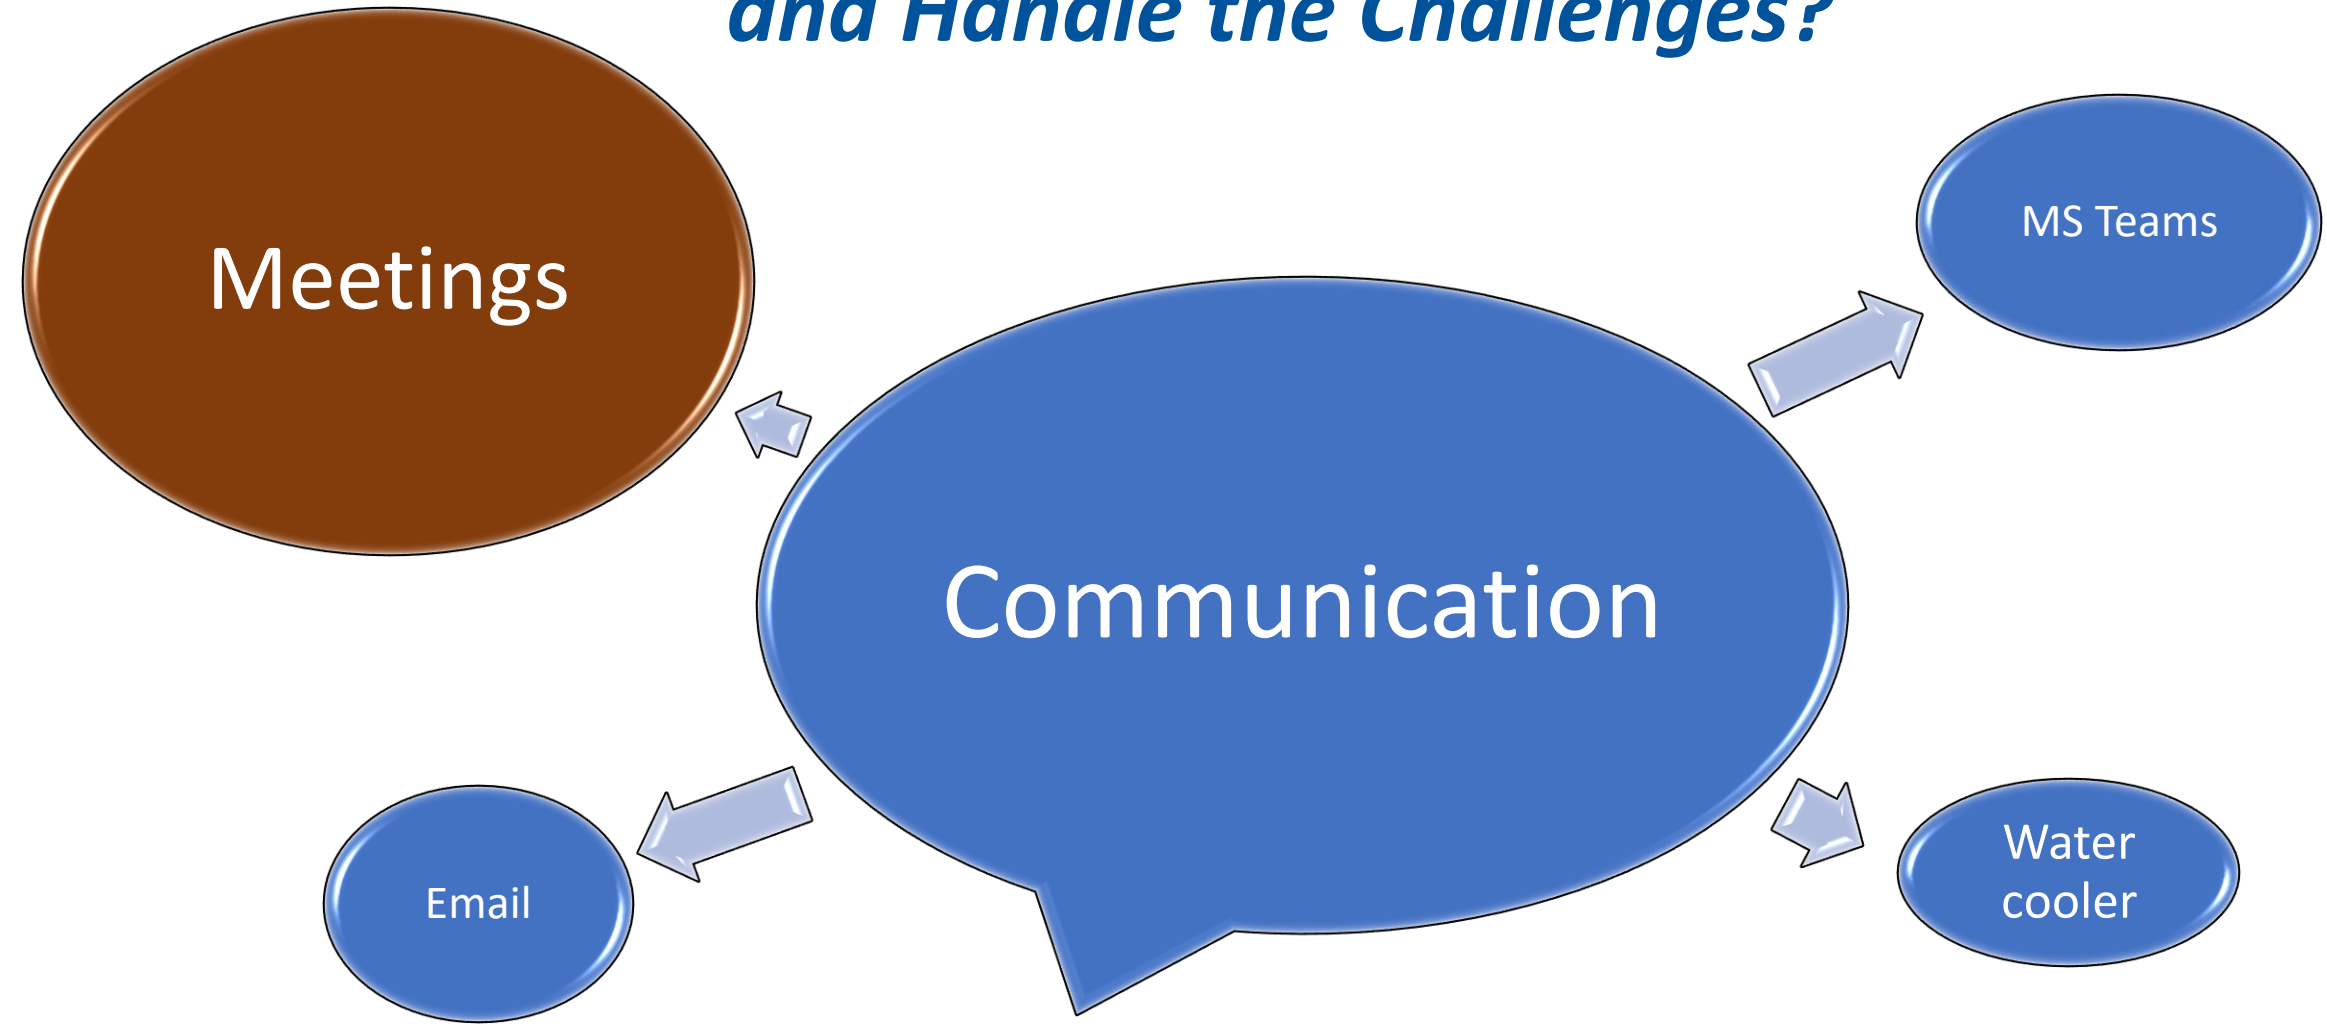 and Handle the Challenges?
Meetings
MS Teams
Communication
Email
Water
cooler